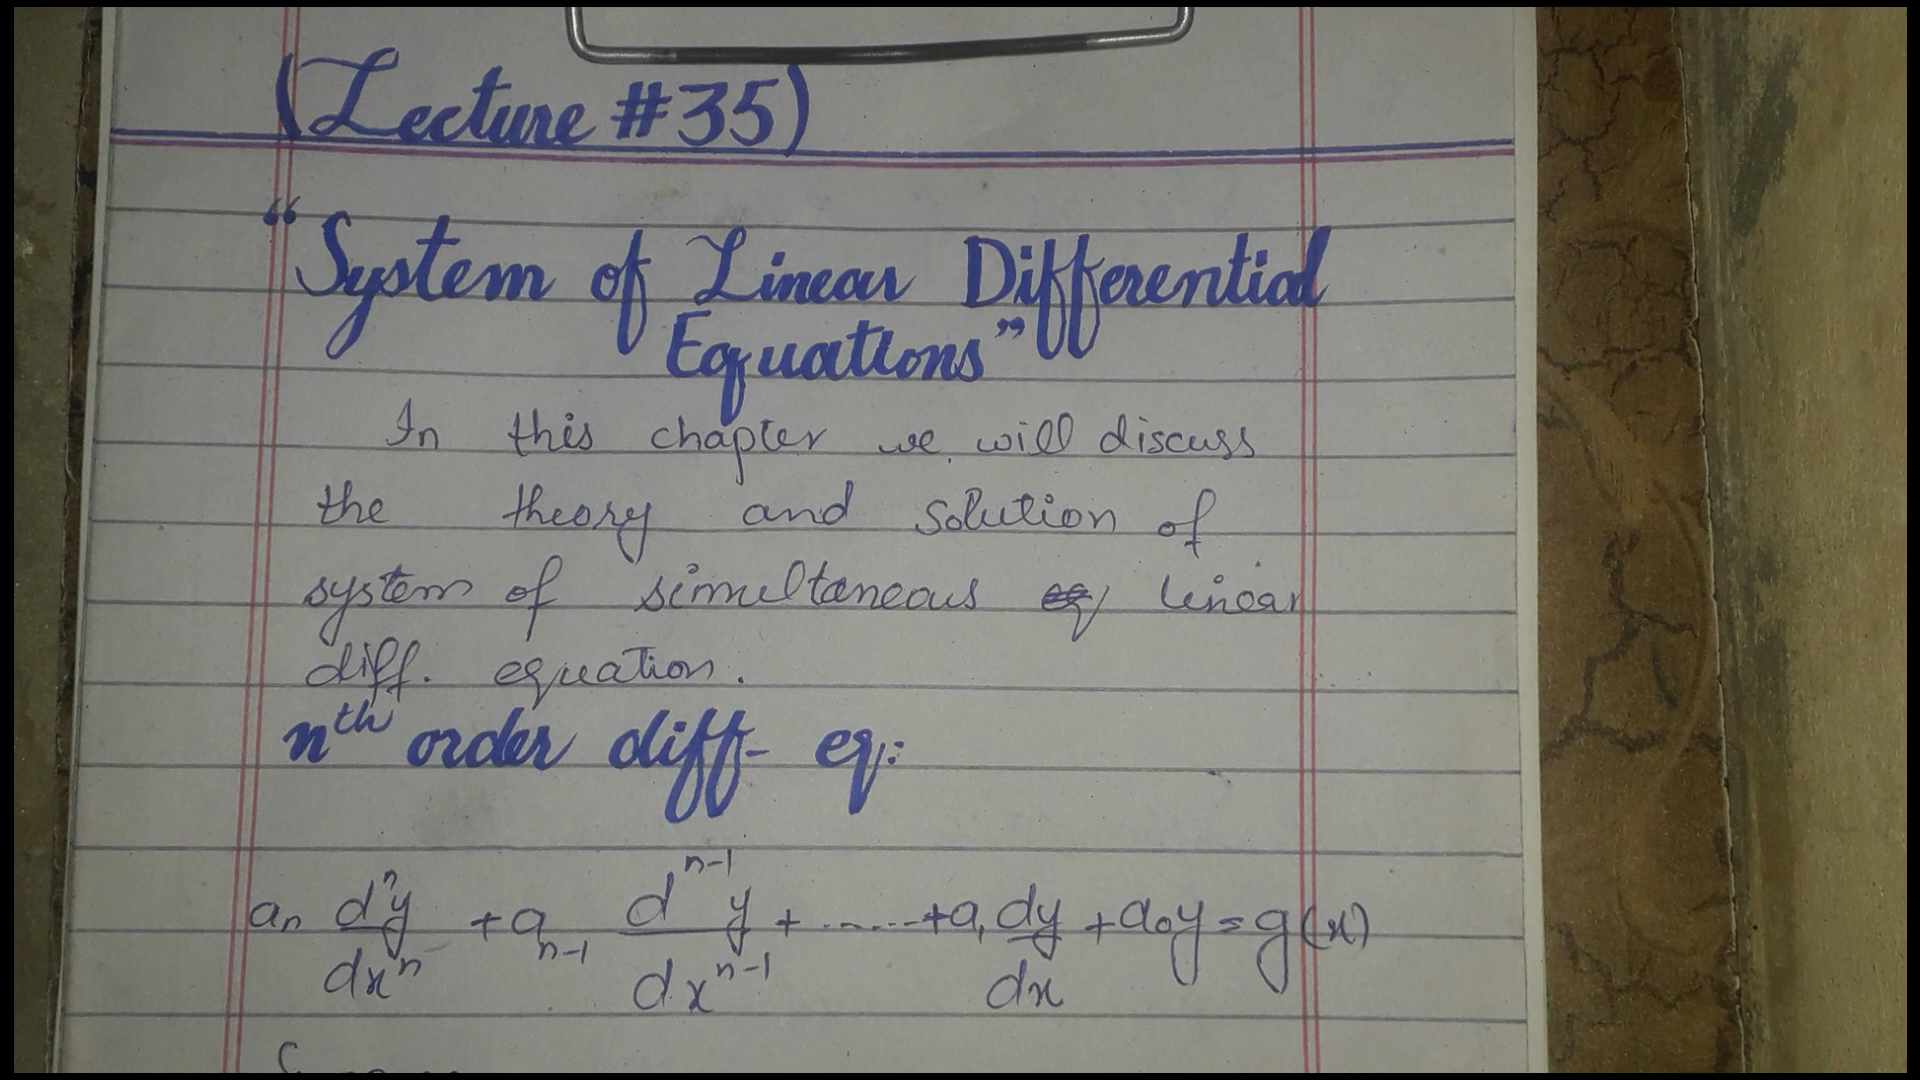 (Lecture #35)
“System of Linear Differential
Equations”
In this chapter we will discuss
the theory and solution of
system of simultaneous linear
diff. equation.
nth order diff- eq:
aₙ dⁿy/dxⁿ + aₙ₋₁ dⁿ⁻¹y/dxⁿ⁻¹ + ...... + a₁ dy/dx + a₀y = g(x)